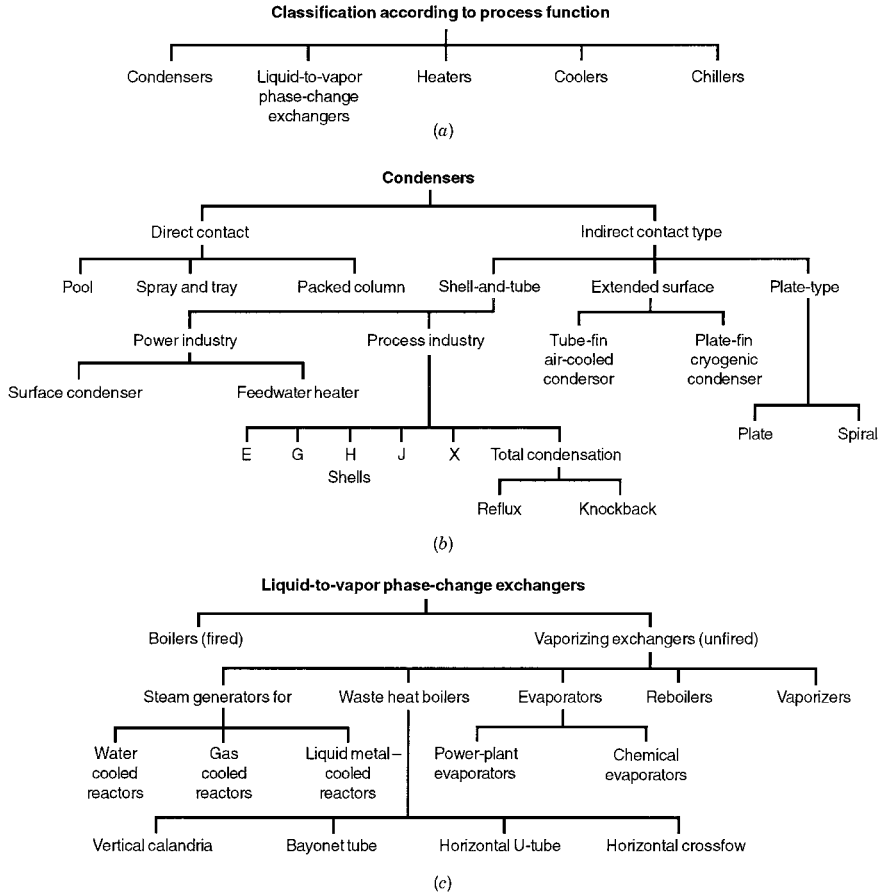 Classification according to process function
Condensers
Liquid-to-vapor
phase-change
exchangers
Heaters
Coolers
Chillers
(a)
Condensers
Direct contact
Indirect contact type
Pool
Spray and tray
Packed column
Shell-and-tube
Extended surface
Plate-type
Power industry
Process industry
Tube-fin
air-cooled
condersor
Plate-fin
cryogenic
condenser
Surface condenser
Feedwater heater
Plate
Spiral
E
G
H
J
X
Total condensation
Shells
Reflux
Knockback
(b)
Liquid-to-vapor phase-change exchangers
Boilers (fired)
Vaporizing exchangers (unfired)
Steam generators for
Waste heat boilers
Evaporators
Reboilers
Vaporizers
Water
cooled
reactors
Gas
cooled
reactors
Liquid metal–
cooled
reactors
Power-plant
evaporators
Chemical
evaporators
Vertical calandria
Bayonet tube
Horizontal U-tube
Horizontal crossfow
(c)